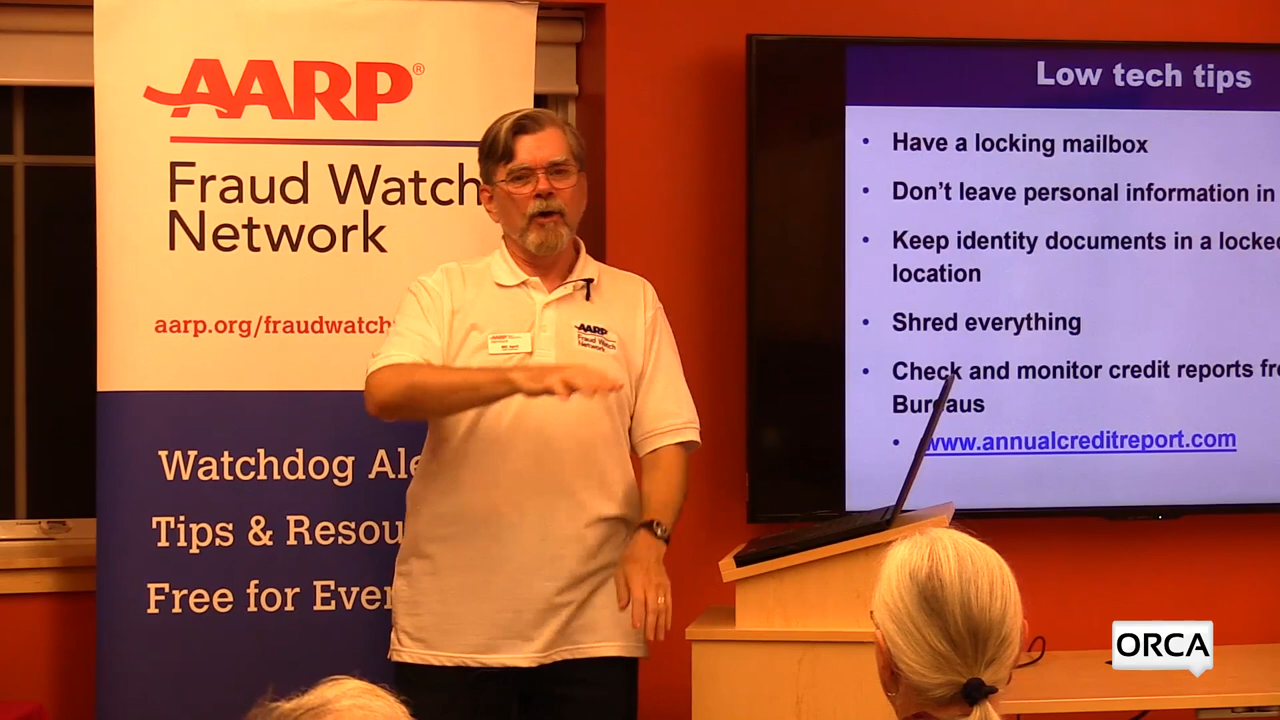 AARP®
Fraud Watch
Network
aarp.org/fraudwatch
Watchdog Ale
Tips & Resou
Free for Ever
AARP
AARP
Fraud Watch
Network
Low tech tips
• Have a locking mailbox
• Don't leave personal information in
• Keep identity documents in a locked
location
• Shred everything
• Check and monitor credit reports fr
Bureaus
• www.annualcreditreport.com
ORCA